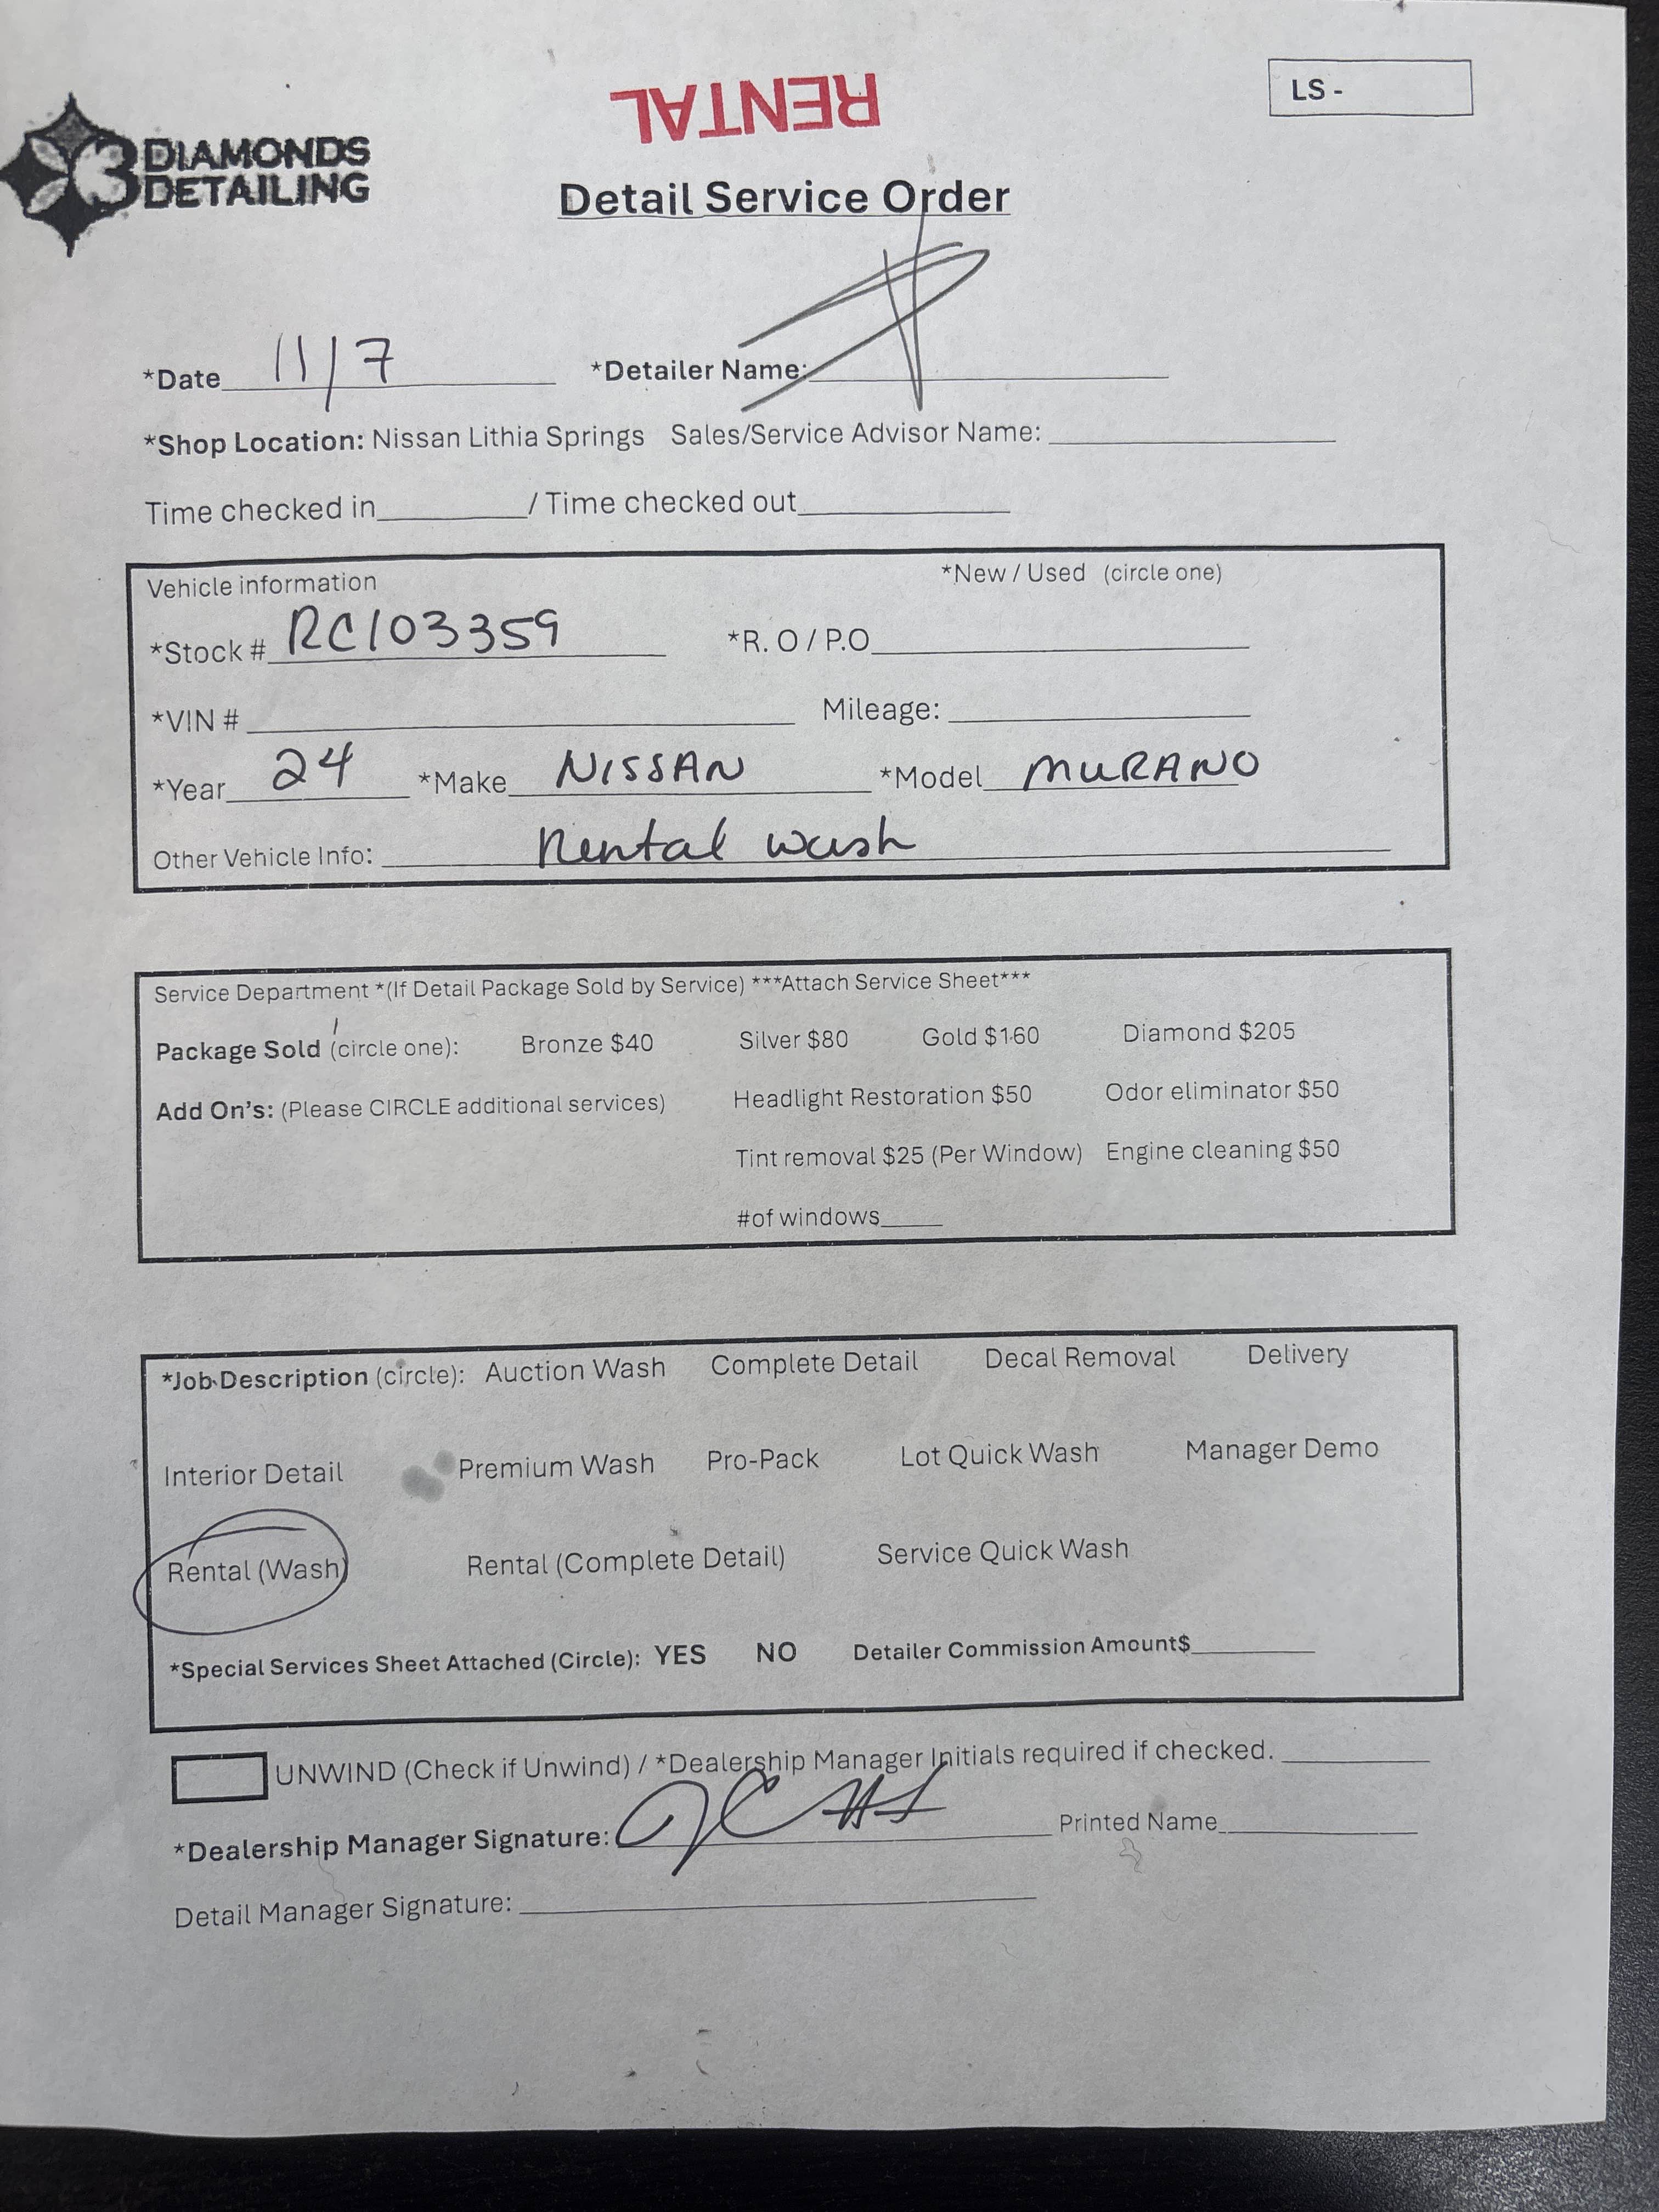 RENTAL
LS -
3 DIAMONDS
DETAILING
Detail Service Order
*Date 11/7 *Detailer Name:
*Shop Location: Nissan Lithia Springs Sales/Service Advisor Name:
Time checked in / Time checked out
Vehicle information *New / Used (circle one)
*Stock # RC103359 *R. O / P.O
*VIN # Mileage:
*Year 24 *Make NISSAN *Model MURANO
Other Vehicle Info: Rental wash
Service Department *(If Detail Package Sold by Service) ***Attach Service Sheet***
Package Sold (circle one): Bronze $40 Silver $80 Gold $160 Diamond $205
Add On's: (Please CIRCLE additional services) Headlight Restoration $50 Odor eliminator $50
Tint removal $25 (Per Window) Engine cleaning $50
#of windows
*Job Description (circle): Auction Wash Complete Detail Decal Removal Delivery
Interior Detail Premium Wash Pro-Pack Lot Quick Wash Manager Demo
Rental (Wash) Rental (Complete Detail) Service Quick Wash
*Special Services Sheet Attached (Circle): YES NO Detailer Commission Amount$
UNWIND (Check if Unwind) / *Dealership Manager Initials required if checked.
*Dealership Manager Signature: Printed Name
Detail Manager Signature: